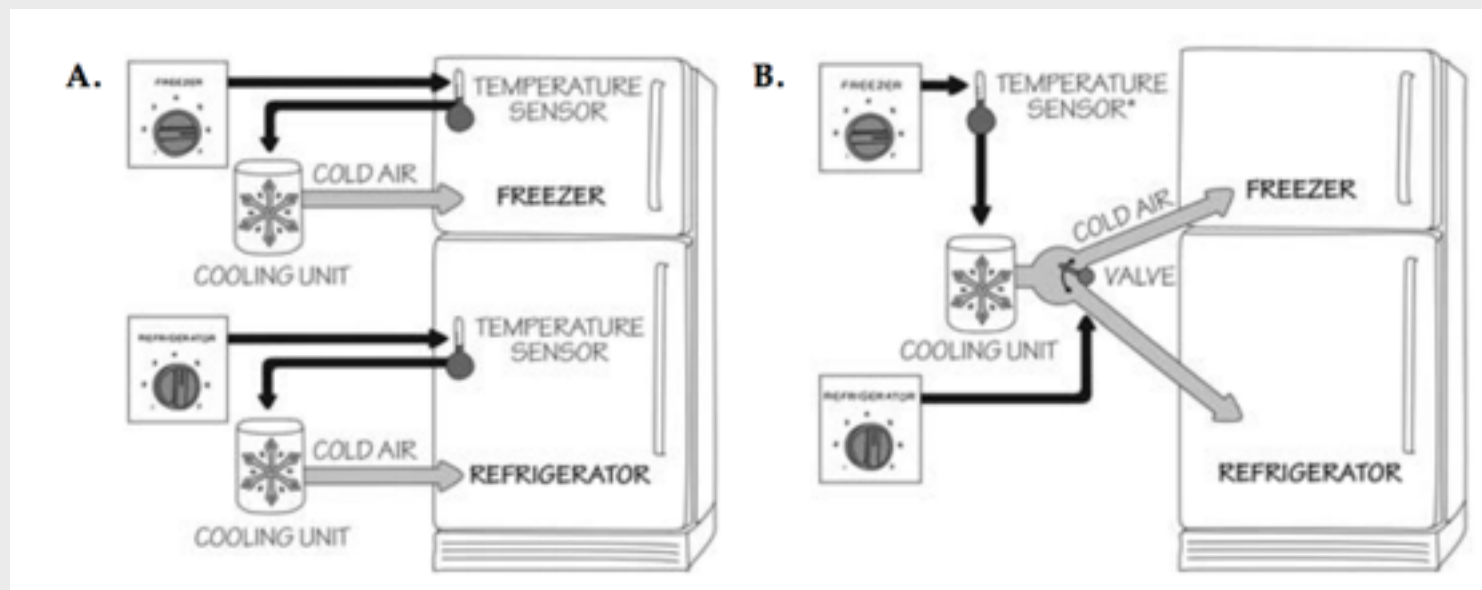 A.
FREEZER
TEMPERATURE
SENSOR
COLD AIR
FREEZER
COOLING UNIT
REFRIGERATOR
TEMPERATURE
SENSOR
COLD AIR
REFRIGERATOR
COOLING UNIT
B.
FREEZER
TEMPERATURE
SENSOR*
COLD AIR
FREEZER
VALVE
COOLING UNIT
REFRIGERATOR
REFRIGERATOR